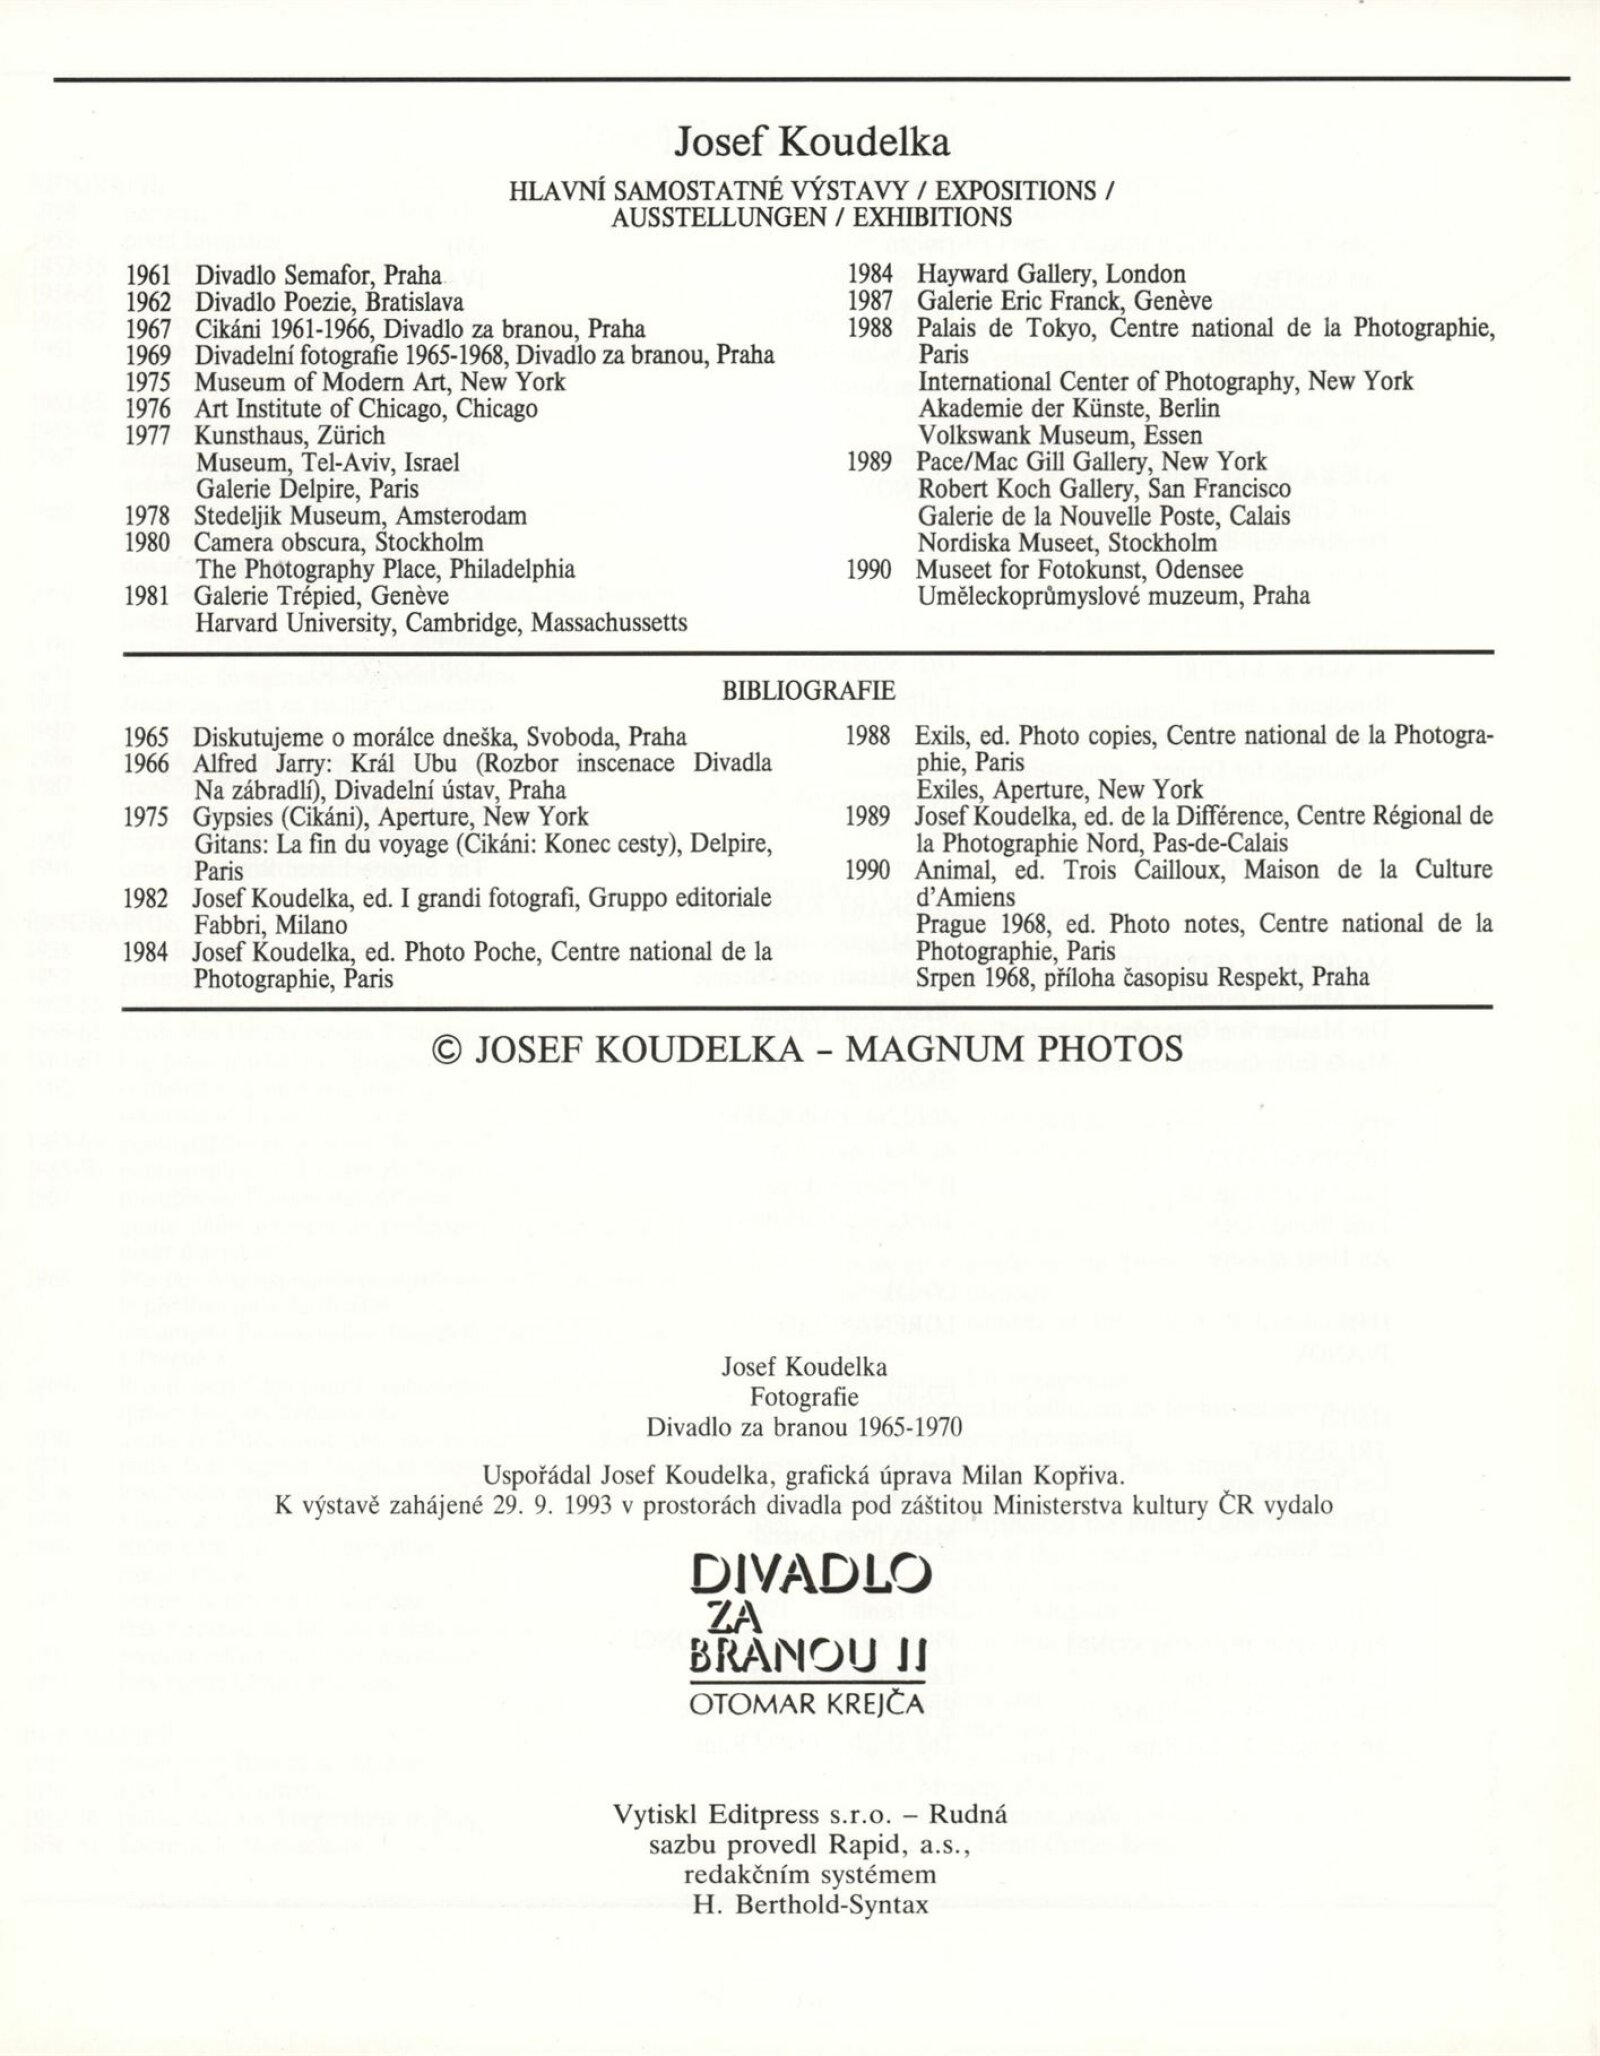 Josef Koudelka
HLAVNÍ SAMOSTATNÉ VÝSTAVY / EXPOSITIONS /
AUSSTELLUNGEN / EXHIBITIONS
1961 Divadlo Semafor, Praha
1962 Divadlo Poezie, Bratislava
1967 Cikáni 1961-1966, Divadlo za branou, Praha
1969 Divadelní fotografie 1965-1968, Divadlo za branou, Praha
1975 Museum of Modern Art, New York
1976 Art Institute of Chicago, Chicago
1977 Kunsthaus, Zürich
Museum, Tel-Aviv, Israel
Galerie Delpire, Paris
1978 Stedeljik Museum, Amsterodam
1980 Camera obscura, Stockholm
The Photography Place, Philadelphia
1981 Galerie Trépied, Genève
Harvard University, Cambridge, Massachussetts
1984 Hayward Gallery, London
1987 Galerie Eric Franck, Genève
1988 Palais de Tokyo, Centre national de la Photographie,
Paris
International Center of Photography, New York
Akademie der Künste, Berlin
Volkswank Museum, Essen
1989 Pace/Mac Gill Gallery, New York
Robert Koch Gallery, San Francisco
Galerie de la Nouvelle Poste, Calais
Nordiska Museet, Stockholm
1990 Museet for Fotokunst, Odensee
Uměleckoprůmyslové muzeum, Praha
BIBLIOGRAFIE
1965 Diskutujeme o morálce dneška, Svoboda, Praha
1966 Alfred Jarry: Král Ubu (Rozbor inscenace Divadla
Na zábradlí), Divadelní ústav, Praha
1975 Gypsies (Cikáni), Aperture, New York
Gitans: La fin du voyage (Cikáni: Konec cesty), Delpire,
Paris
1982 Josef Koudelka, ed. I grandi fotografi, Gruppo editoriale
Fabbri, Milano
1984 Josef Koudelka, ed. Photo Poche, Centre national de la
Photographie, Paris
1988 Exils, ed. Photo copies, Centre national de la Photogra-
phie, Paris
Exiles, Aperture, New York
1989 Josef Koudelka, ed. de la Différence, Centre Régional de
la Photographie Nord, Pas-de-Calais
1990 Animal, ed. Trois Cailloux, Maison de la Culture
d'Amiens
Prague 1968, ed. Photo notes, Centre national de la
Photographie, Paris
Srpen 1968, příloha časopisu Respekt, Praha
© JOSEF KOUDELKA – MAGNUM PHOTOS
Josef Koudelka
Fotografie
Divadlo za branou 1965-1970
Uspořádal Josef Koudelka, grafická úprava Milan Kopřiva.
K výstavě zahájené 29. 9. 1993 v prostorách divadla pod záštitou Ministerstva kultury ČR vydalo
DIVADLO
ZA
BRANOU II
OTOMAR KREJČA
Vytiskl Editpress s.r.o. – Rudná
sazbu provedl Rapid, a.s.,
redakčním systémem
H. Berthold-Syntax